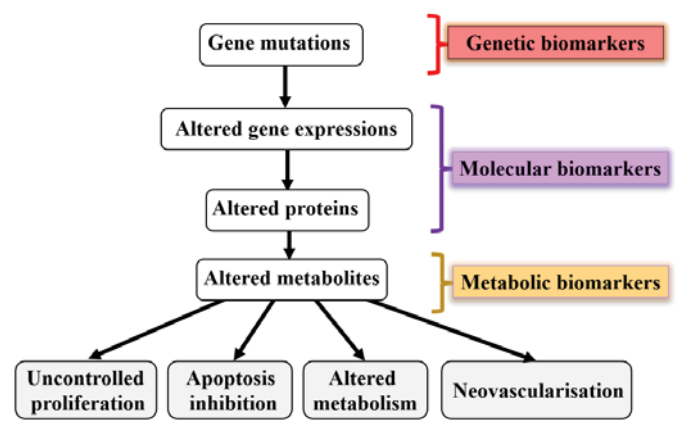 Gene mutations
Genetic biomarkers
Altered gene expressions
Molecular biomarkers
Altered proteins
Altered metabolites
Metabolic biomarkers
Uncontrolled
proliferation
Apoptosis
inhibition
Altered
metabolism
Neovascularisation